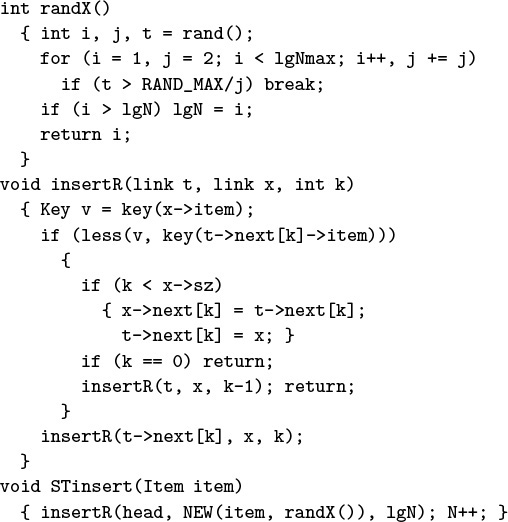 int randX()
  { int i, j, t = rand();
    for (i = 1, j = 2; i < lgNmax; i++, j += j)
      if (t > RAND_MAX/j) break;
    if (i > lgN) lgN = i;
    return i;
  }
void insertR(link t, link x, int k)
  { Key v = key(x->item);
    if (less(v, key(t->next[k]->item)))
      {
        if (k < x->sz)
          { x->next[k] = t->next[k];
            t->next[k] = x; }
        if (k == 0) return;
        insertR(t, x, k-1); return;
      }
    insertR(t->next[k], x, k);
  }
void STinsert(Item item)
  { insertR(head, NEW(item, randX()), lgN); N++; }